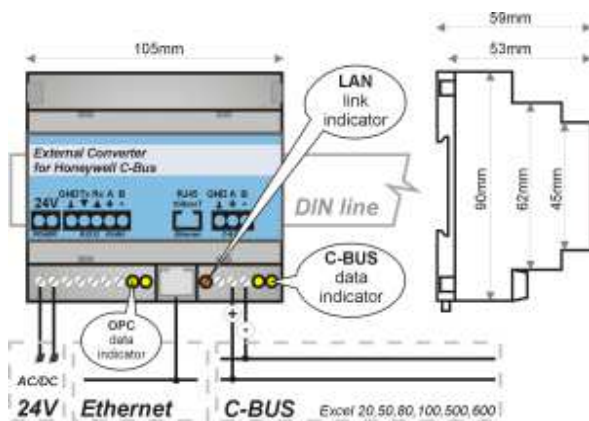 59mm
53mm
105mm
LAN
link
indicator
External Converter
for Honeywell C-Bus
24V
GND Tx Rx A B
RJ45
GND A B
DIN line
90mm
62mm
45mm
C-BUS
data
indicator
OPC
data
indicator
+
-
AC/DC
24V
Ethernet
C-BUS
Excel 20,50,80,100,500,600